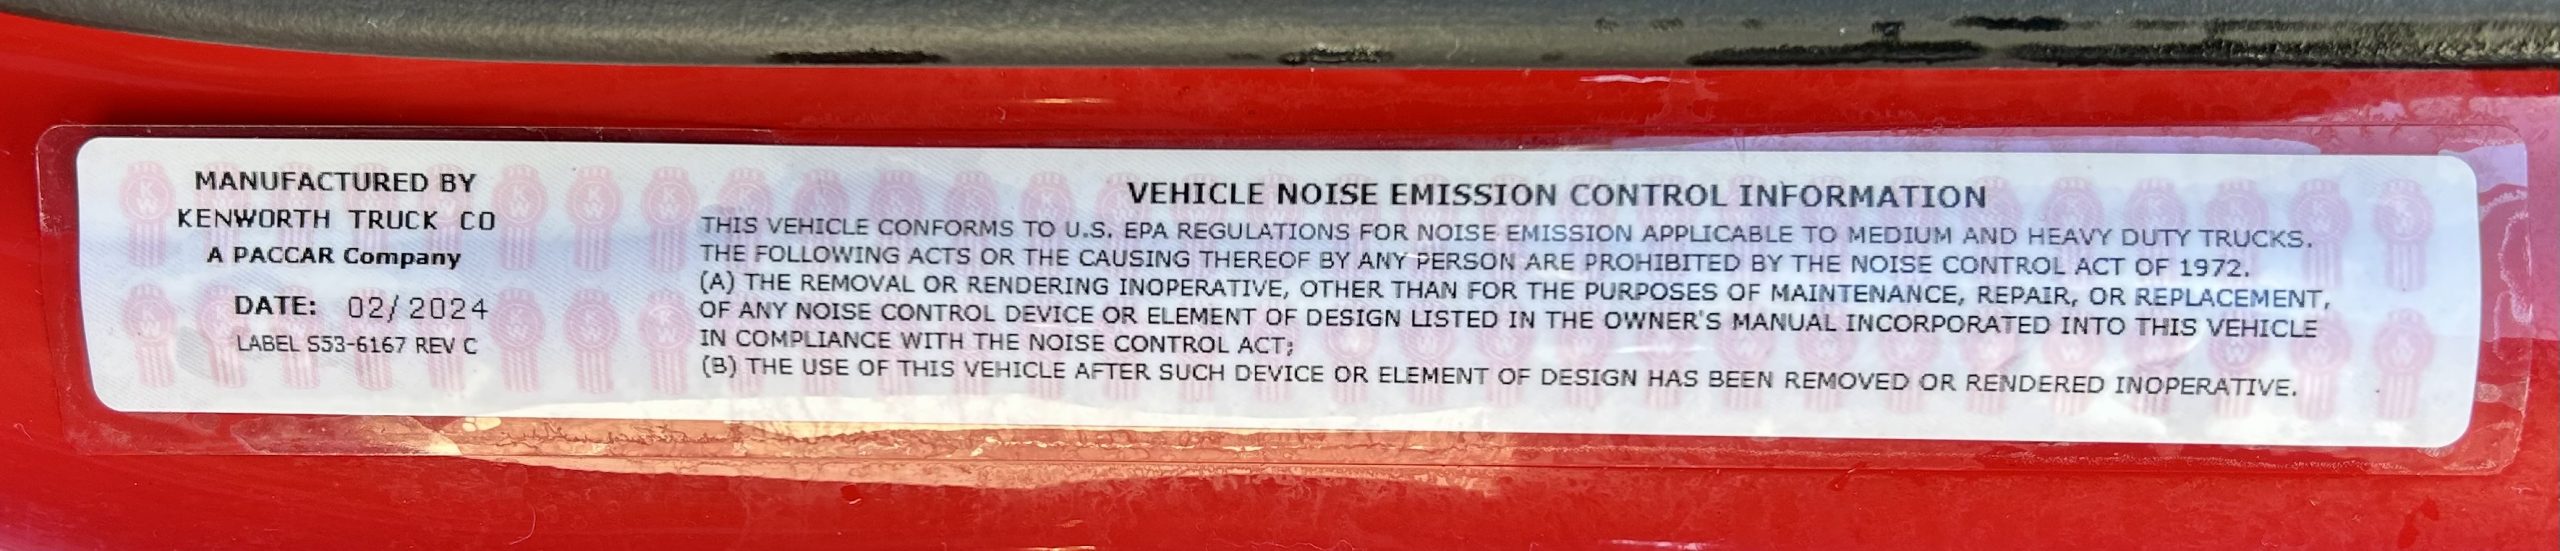 MANUFACTURED BY
KENWORTH TRUCK CO
A PACCAR Company
DATE: 02/2024
LABEL S53-6167 REV C
VEHICLE NOISE EMISSION CONTROL INFORMATION
THIS VEHICLE CONFORMS TO U.S. EPA REGULATIONS FOR NOISE EMISSION APPLICABLE TO MEDIUM AND HEAVY DUTY TRUCKS.
THE FOLLOWING ACTS OR THE CAUSING THEREOF BY ANY PERSON ARE PROHIBITED BY THE NOISE CONTROL ACT OF 1972.
(A) THE REMOVAL OR RENDERING INOPERATIVE, OTHER THAN FOR THE PURPOSES OF MAINTENANCE, REPAIR, OR REPLACEMENT,
OF ANY NOISE CONTROL DEVICE OR ELEMENT OF DESIGN LISTED IN THE OWNER'S MANUAL INCORPORATED INTO THIS VEHICLE
IN COMPLIANCE WITH THE NOISE CONTROL ACT;
(B) THE USE OF THIS VEHICLE AFTER SUCH DEVICE OR ELEMENT OF DESIGN HAS BEEN REMOVED OR RENDERED INOPERATIVE.